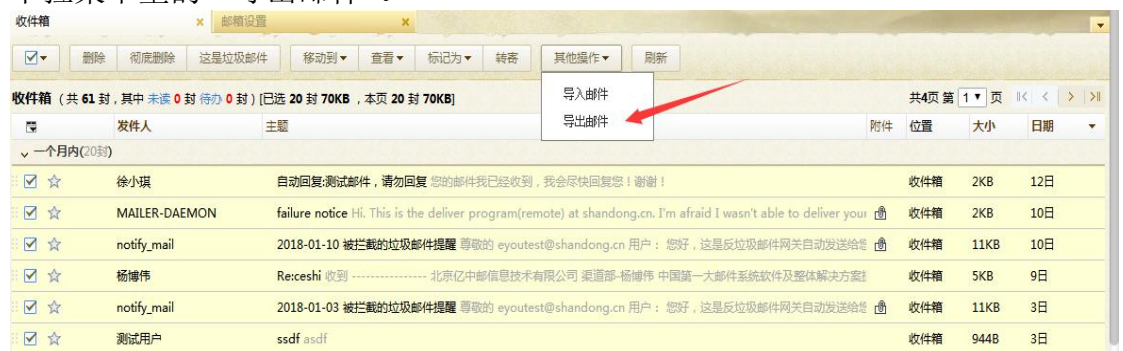 收件箱 × 邮箱设置 ×
删除 彻底删除 这是垃圾邮件 移动到 查看 标记为 转寄 其他操作 刷新
导入邮件
导出邮件
收件箱(共 61 封,其中 未读 0 封 待办 0 封)[已选 20 封 70KB ,本页 20 封 70KB] 共4页 第 1 页
发件人 主题 附件 位置 大小 日期
一个月内(20封)
徐小琪 自动回复:测试邮件,请勿回复 您的邮件我已经收到,我会尽快回复您!谢谢! 收件箱 2KB 12日
MAILER-DAEMON failure notice Hi. This is the deliver program(remote) at shandong.cn. I'm afraid I wasn't able to deliver your 收件箱 2KB 10日
notify_mail 2018-01-10 被拦截的垃圾邮件提醒 尊敬的 eyoutest@shandong.cn 用户: 您好,这是反垃圾邮件网关自动发送给您 收件箱 11KB 10日
杨博伟 Re:ceshi 收到 ---------------- 北京亿中邮信息技术有限公司 渠道部-杨博伟 中国第一大邮件系统软件及整体解决方案 收件箱 5KB 9日
notify_mail 2018-01-03 被拦截的垃圾邮件提醒 尊敬的 eyoutest@shandong.cn 用户: 您好,这是反垃圾邮件网关自动发送给您 收件箱 11KB 3日
测试用户 ssdf asdf 收件箱 944B 3日